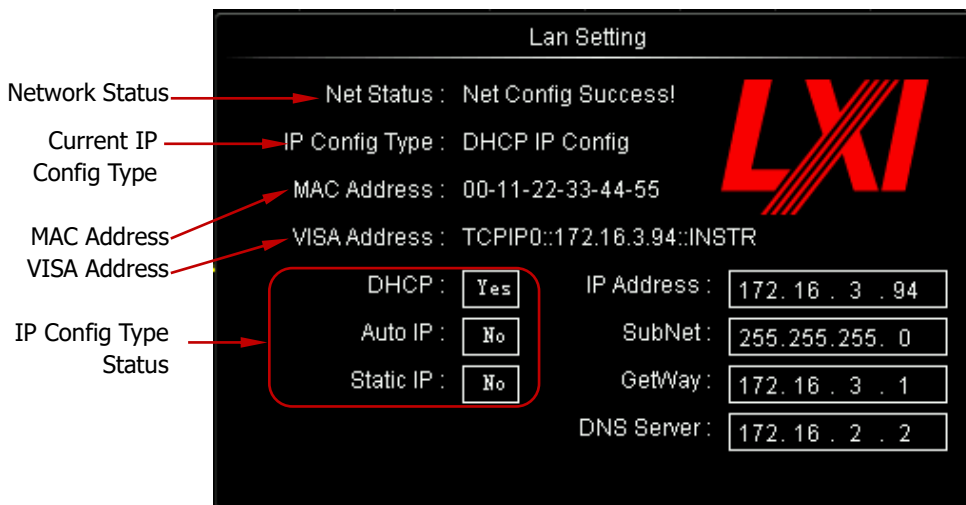 Lan Setting
Network Status
Net Status : Net Config Success!
LXI
Current IP
Config Type
IP Config Type : DHCP IP Config
MAC Address : 00-11-22-33-44-55
MAC Address
VISA Address : TCPIP0::172.16.3.94::INSTR
VISA Address
DHCP : Yes
IP Address : 172. 16 . 3 . 94
IP Config Type
Status
Auto IP : No
SubNet : 255.255.255. 0
Static IP : No
GetWay : 172. 16 . 3 . 1
DNS Server : 172. 16 . 2 . 2